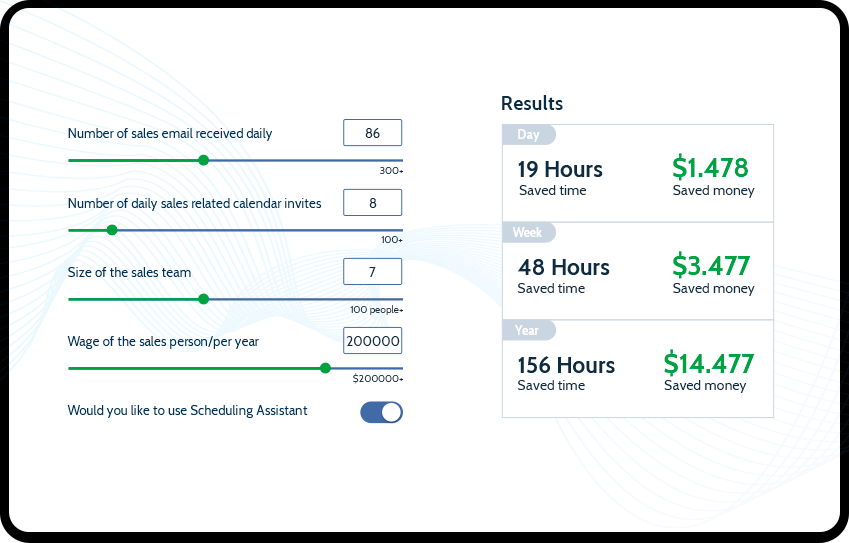 Number of sales email received daily
86
300+
Number of daily sales related calendar invites
8
100+
Size of the sales team
7
100 people+
Wage of the sales person/per year
200000
$200000+
Would you like to use Scheduling Assistant
Results
Day
19 Hours
$1.478
Saved time
Saved money
Week
48 Hours
$3.477
Saved time
Saved money
Year
156 Hours
$14.477
Saved time
Saved money